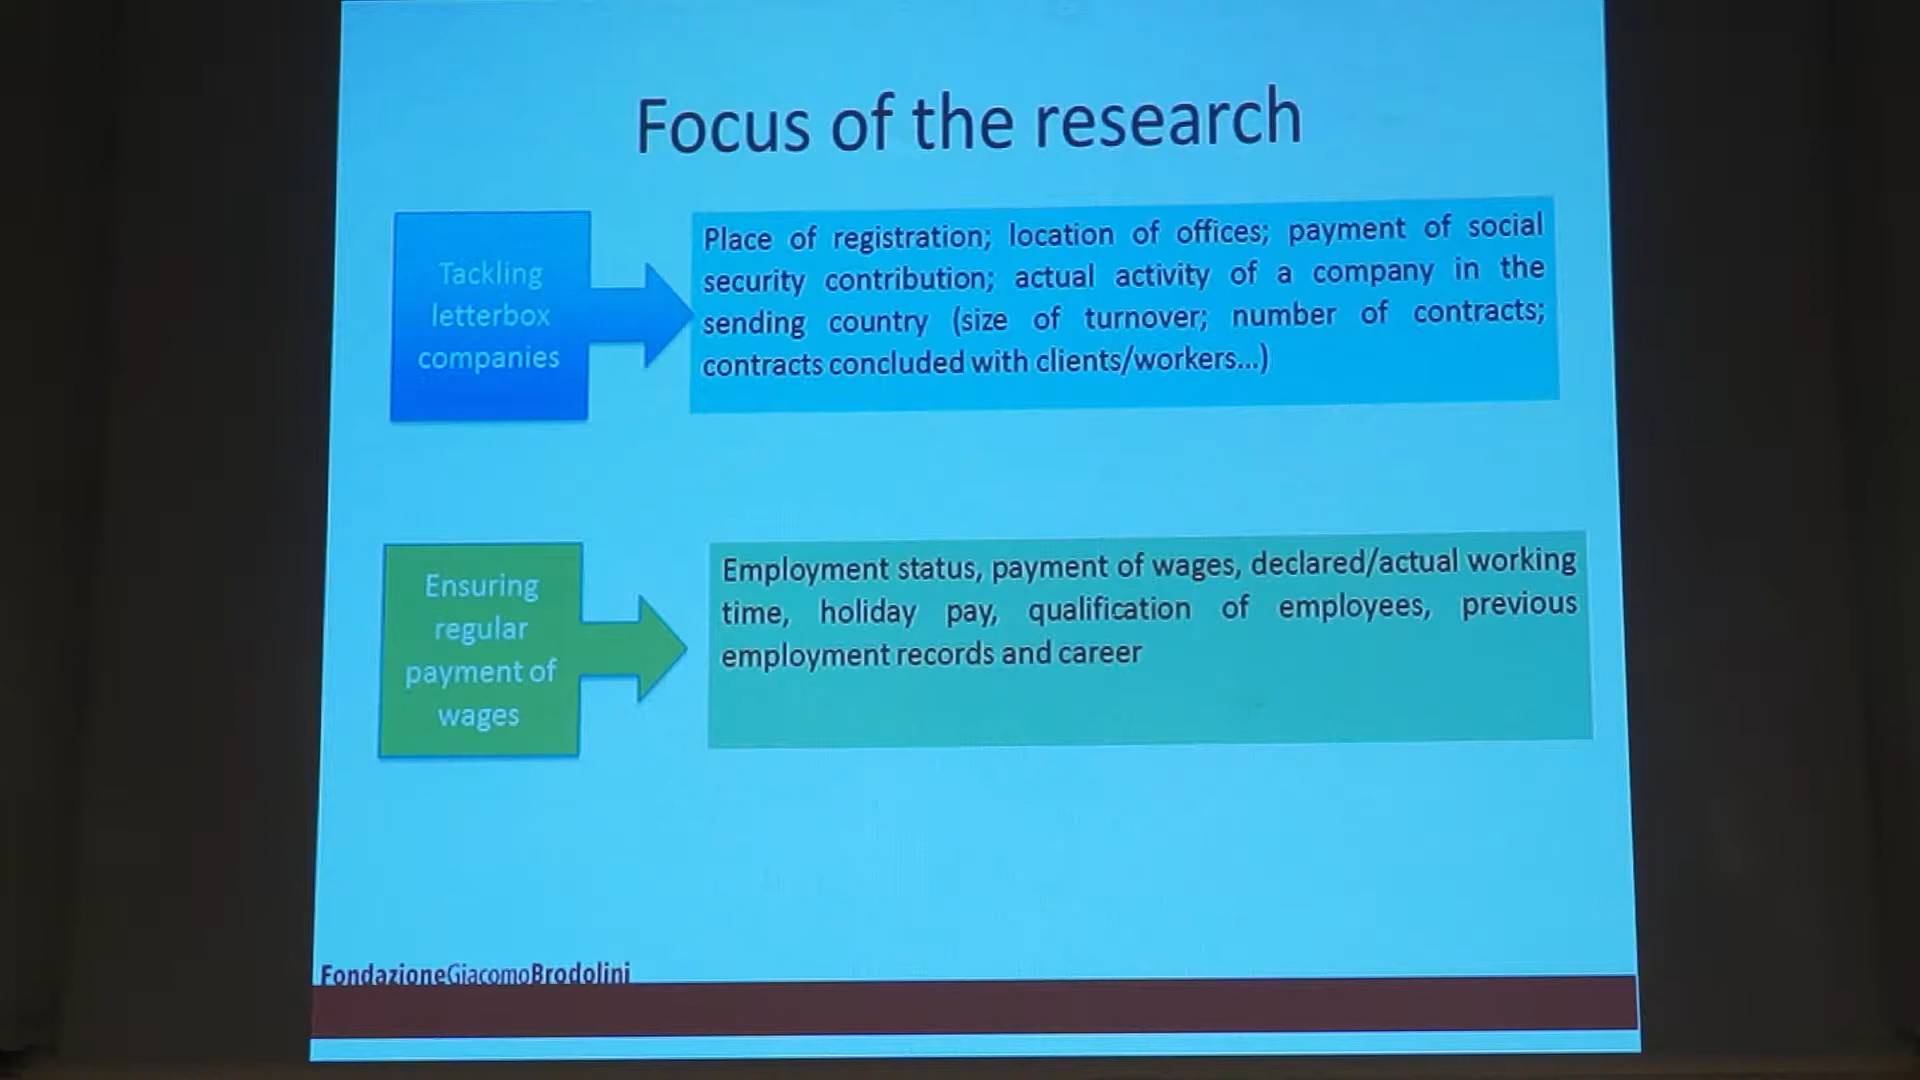 Focus of the research
Tackling
letterbox
companies
Place of registration; location of offices; payment of social
security contribution; actual activity of a company in the
sending country (size of turnover; number of contracts;
contracts concluded with clients/workers...)
Ensuring
regular
payment of
wages
Employment status, payment of wages, declared/actual working
time, holiday pay, qualification of employees, previous
employment records and career
FondazioneGiacomoBrodolini